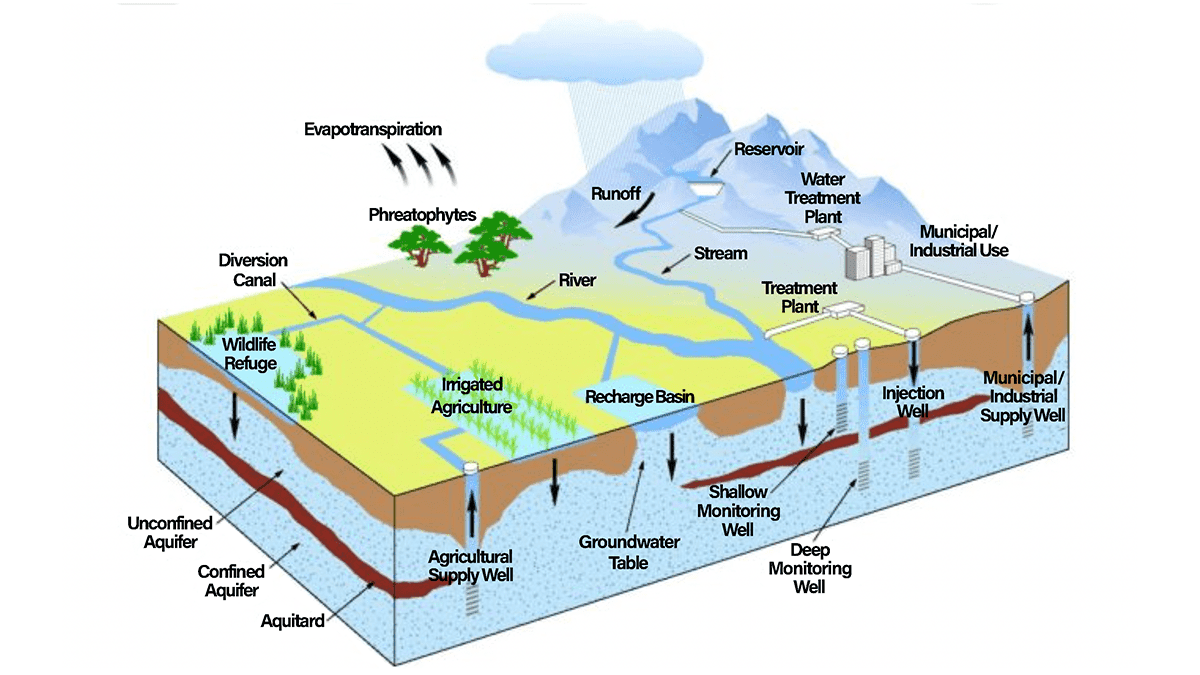 Evapotranspiration
Reservoir
Water
Treatment
Plant
Runoff
Phreatophytes
Municipal/
Industrial Use
Stream
Diversion
Canal
River
Treatment
Plant
Wildlife
Refuge
Irrigated
Agriculture
Recharge Basin
Injection
Well
Municipal/
Industrial
Supply Well
Shallow
Monitoring
Well
Unconfined
Aquifer
Groundwater
Table
Agricultural
Supply Well
Deep
Monitoring
Well
Confined
Aquifer
Aquitard